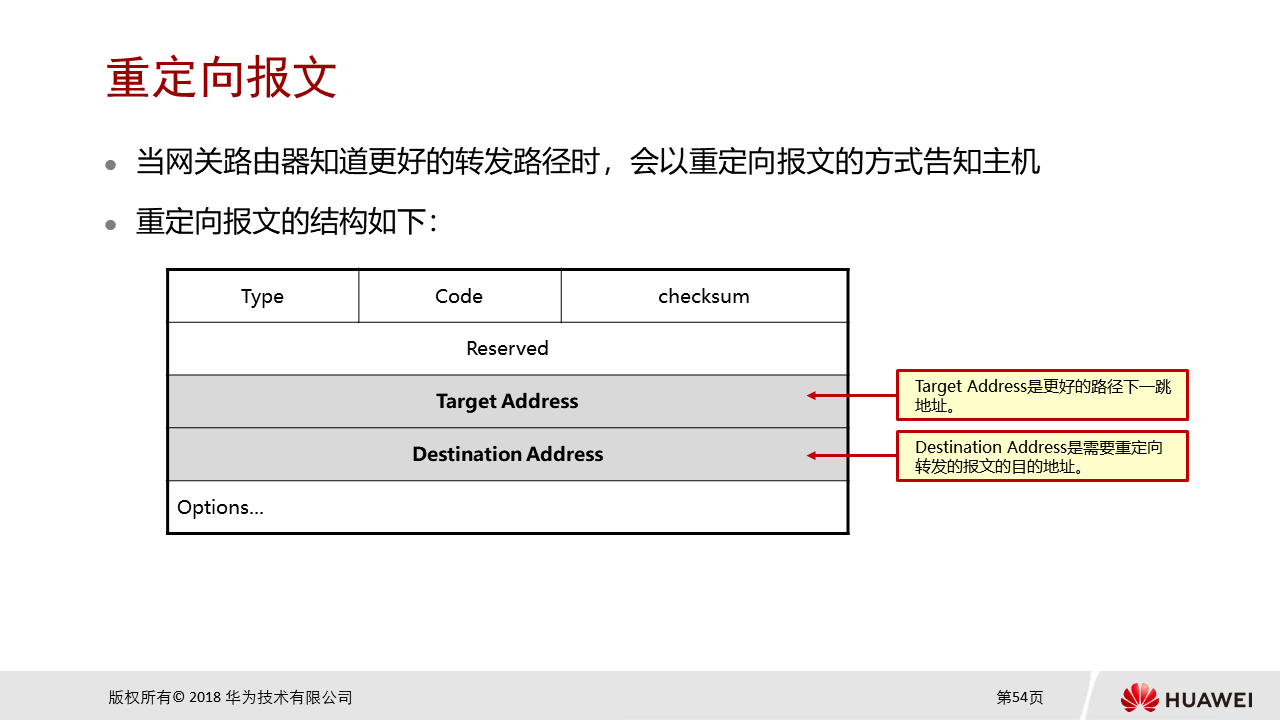 重定向报文
当网关路由器知道更好的转发路径时，会以重定向报文的方式告知主机
重定向报文的结构如下：
Type Code checksum
Reserved
Target Address
Target Address是更好的路径下一跳
地址。
Destination Address
Destination Address是需要重定向
转发的报文的目的地址。
Options...
版权所有© 2018 华为技术有限公司
第54页
HUAWEI